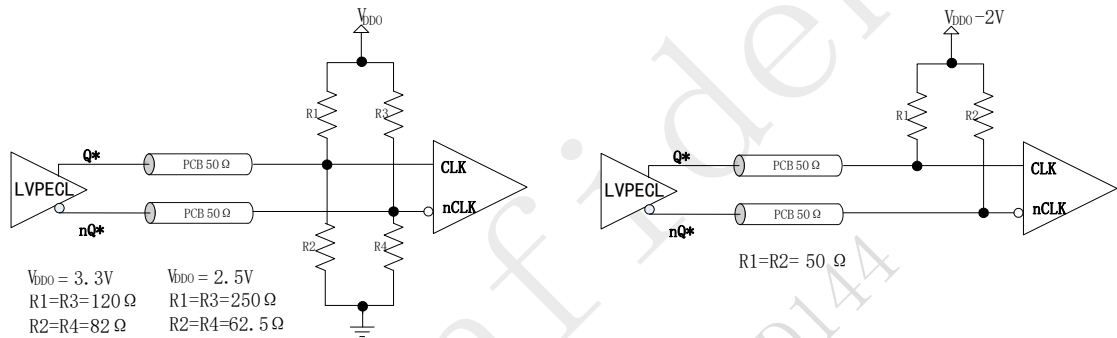 VDDO
R1
R3
Q*
PCB 50 Ω
CLK
LVPECL
PCB 50 Ω
nCLK
nQ*
R2
R4
VDDO = 3.3V
R1=R3=120 Ω
R2=R4=82 Ω
VDDO = 2.5V
R1=R3=250 Ω
R2=R4=62.5 Ω
VDDO-2V
R1
R2
Q*
PCB 50 Ω
CLK
LVPECL
PCB 50 Ω
nCLK
nQ*
R1=R2= 50 Ω